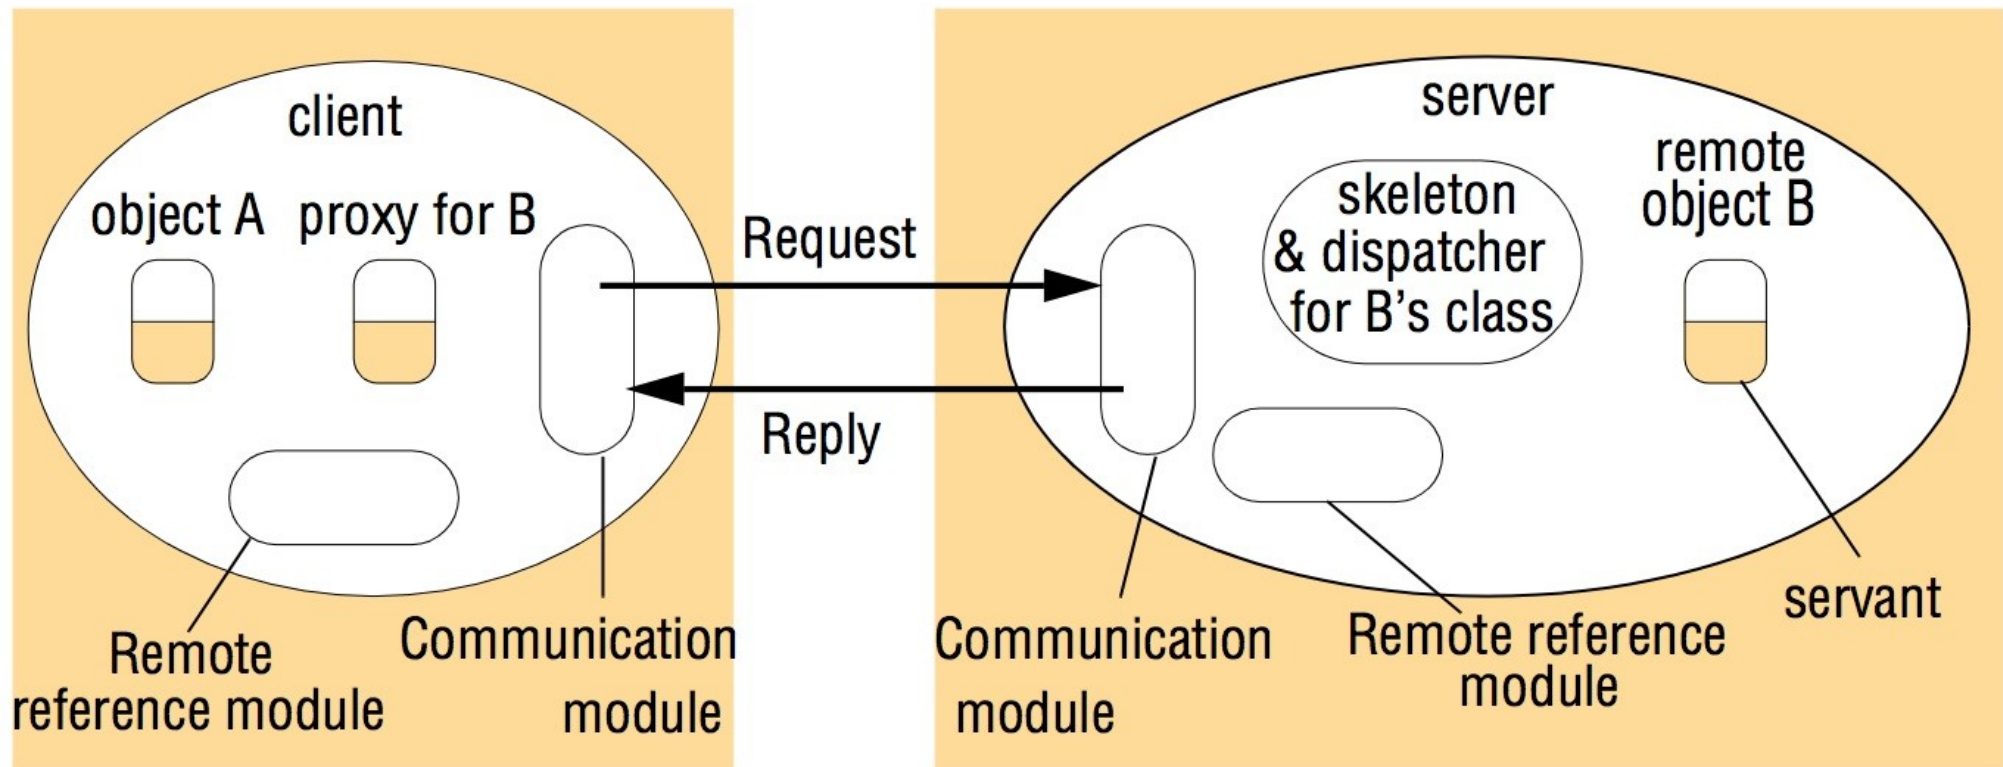 client
object A
proxy for B
Remote
reference module
Communication
module
Request
Reply
server
skeleton
& dispatcher
for B's class
remote
object B
Communication
module
Remote reference
module
servant